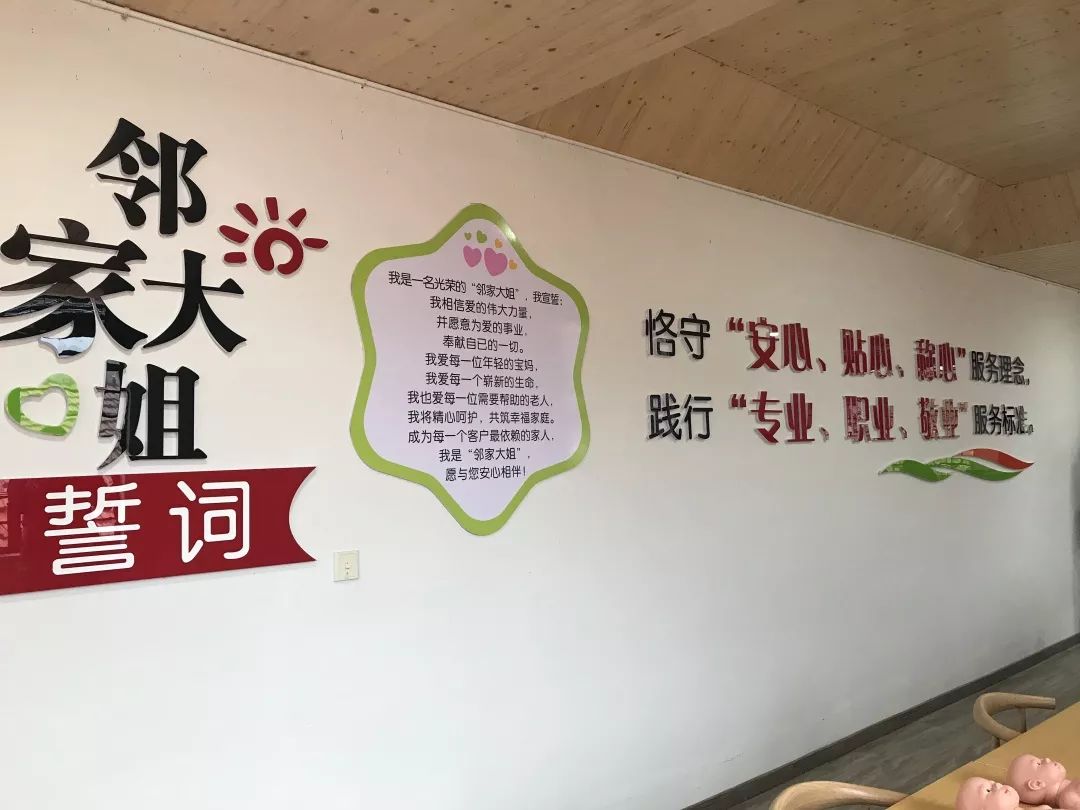 邻
家大
姐
誓词
我是一名光荣的“邻家大姐”,我宣誓:
我相信爱的伟大力量,
并愿意为爱的事业,
奉献自己的一切。
我爱每一位年轻的宝妈,
我爱每一个崭新的生命,
我也爱每一位需要帮助的老人,
我将精心呵护,共筑幸福家庭。
成为每一个客户最依赖的家人,
我是“邻家大姐”,
愿与您安心相伴!
恪守“安心、贴心、称心”服务理念。
践行“专业、职业、敬业”服务标准。